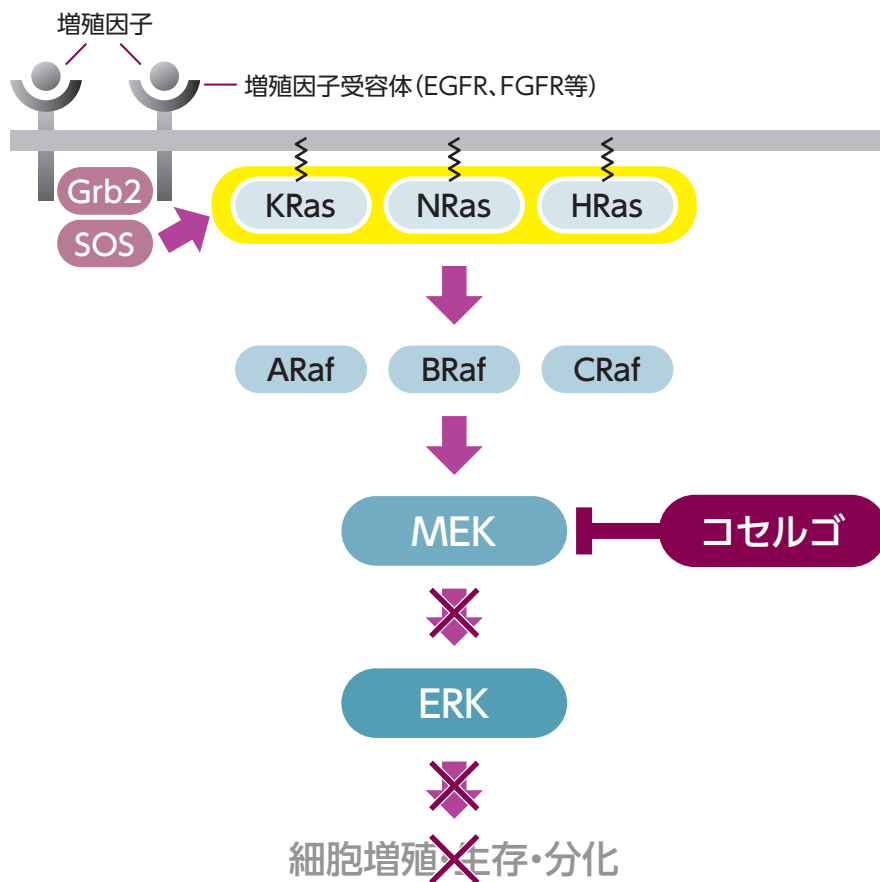 増殖因子
増殖因子受容体(EGFR、FGFR等)
Grb2
SOS
KRas
NRas
HRas
ARaf
BRaf
CRaf
MEK
コセルゴ
ERK
細胞増殖・生存・分化